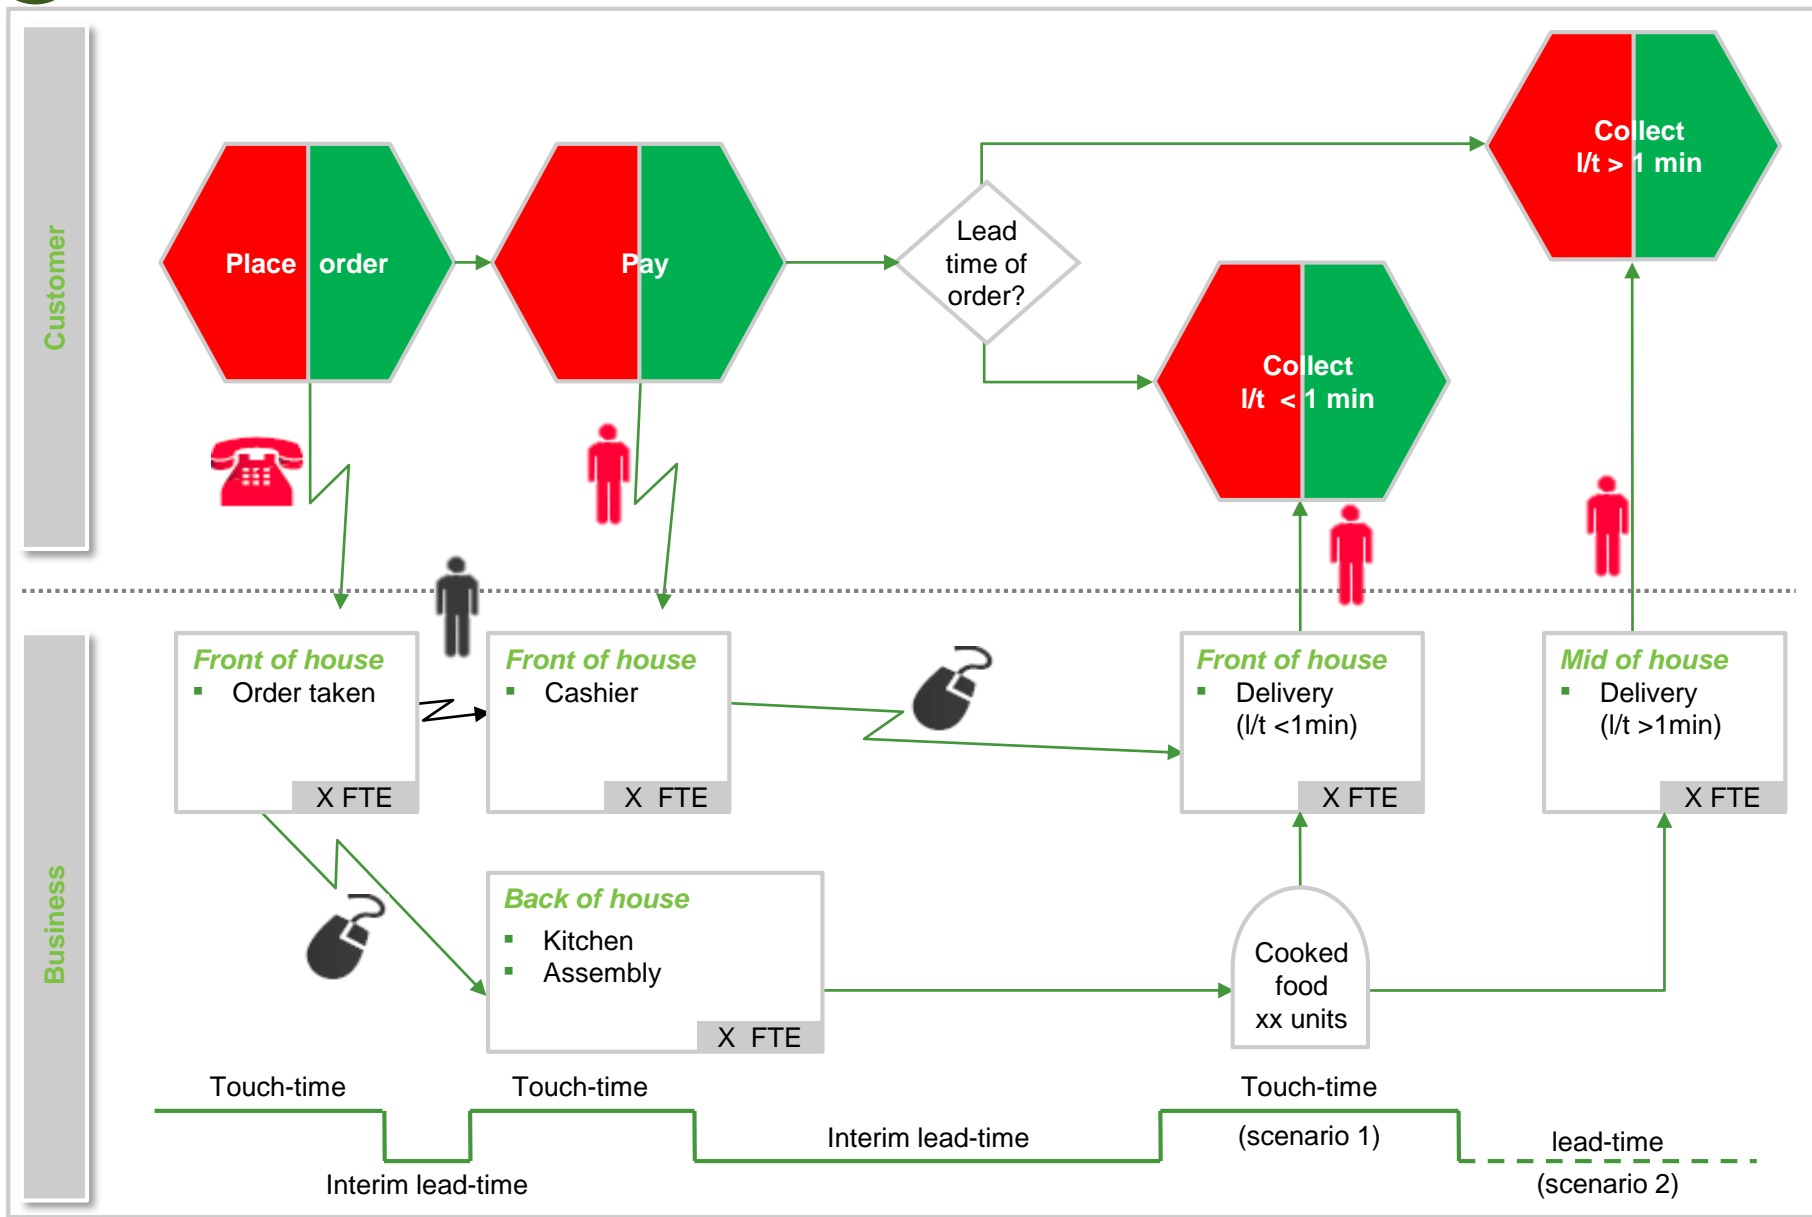 Customer
Place order
Pay
Lead
time of
order?
Collect
l/t > 1 min
Collect
l/t < 1 min
Business
Front of house
▪ Order taken
X FTE
Front of house
▪ Cashier
X FTE
Front of house
▪ Delivery
(l/t <1min)
X FTE
Mid of house
▪ Delivery
(l/t >1min)
X FTE
Back of house
▪ Kitchen
▪ Assembly
X FTE
Cooked
food
xx units
Touch-time
Interim lead-time
Touch-time
Interim lead-time
Touch-time
(scenario 1)
lead-time
(scenario 2)